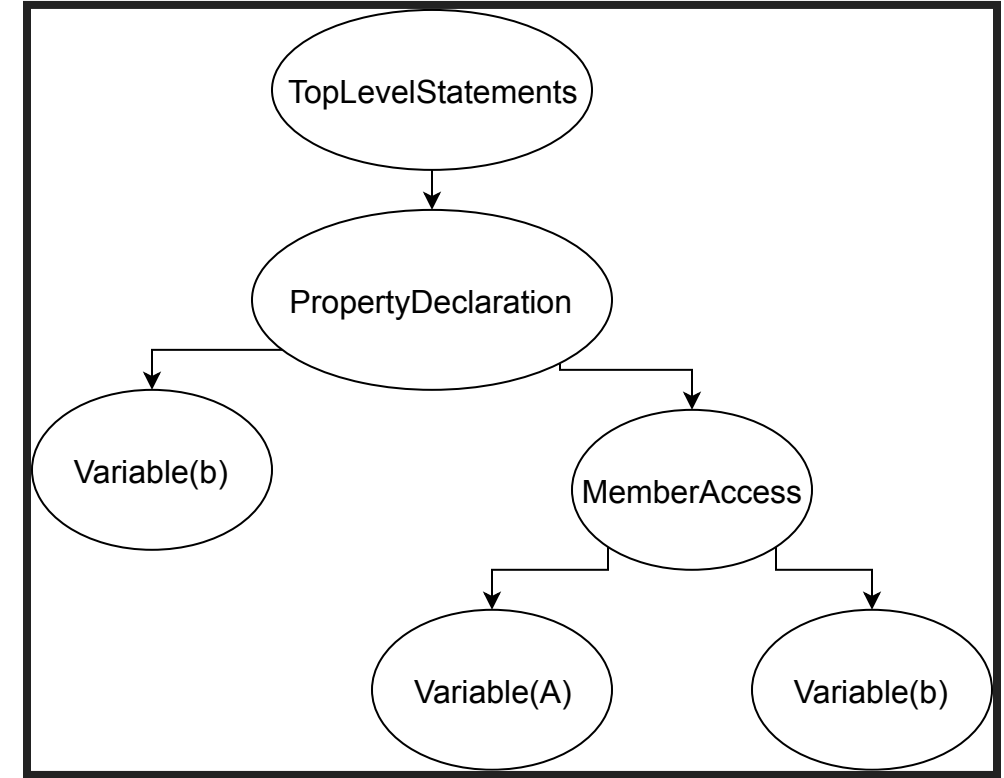 TopLevelStatements
PropertyDeclaration
Variable(b)
MemberAccess
Variable(A)
Variable(b)